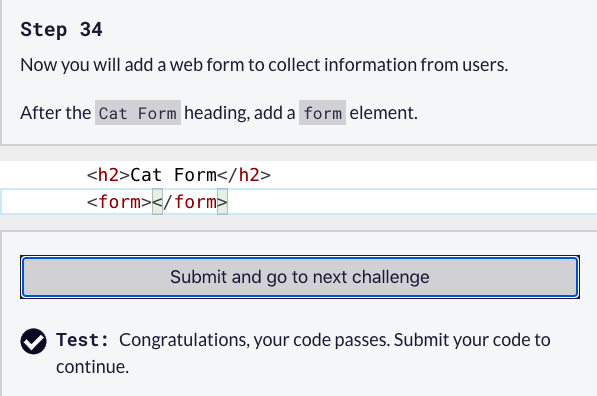 Step 34
Now you will add a web form to collect information from users.
After the Cat Form heading, add a form element.
<h2>Cat Form</h2>
<form></form>
Submit and go to next challenge
Test: Congratulations, your code passes. Submit your code to
continue.